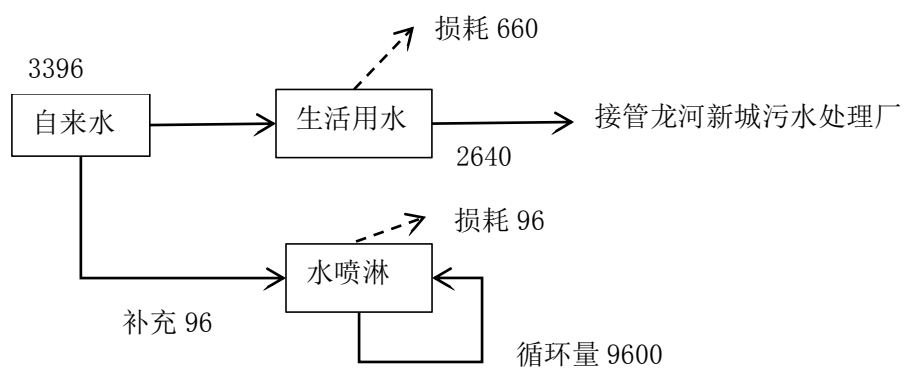 损耗 660
3396
自来水
生活用水
接管龙河新城污水处理厂
2640
损耗 96
水喷淋
补充 96
循环量 9600